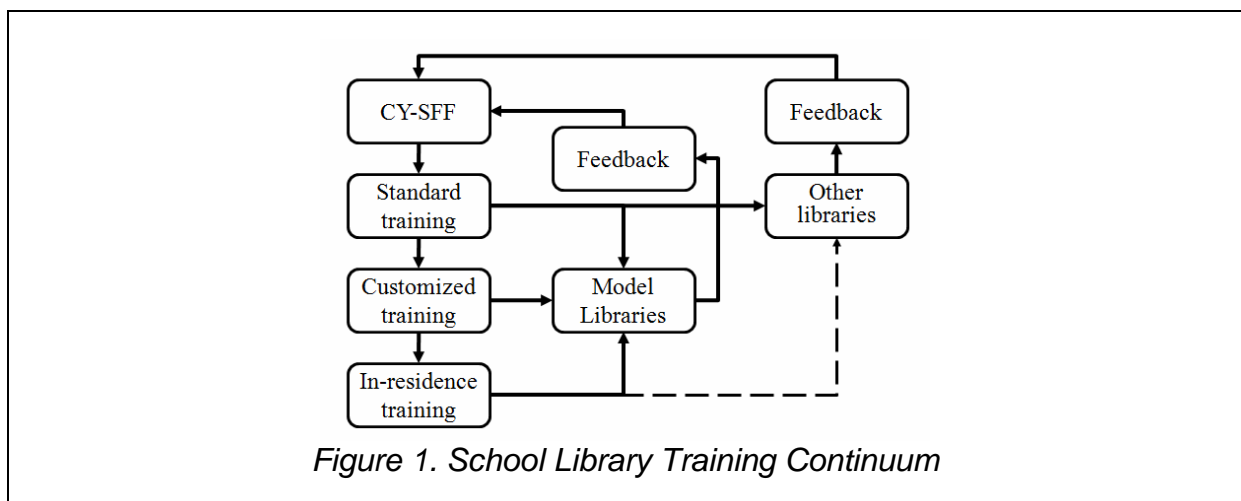 CY-SFF
Feedback
Feedback
Standard
training
Other
libraries
Customized
training
Model
Libraries
In-residence
training
Figure 1. School Library Training Continuum